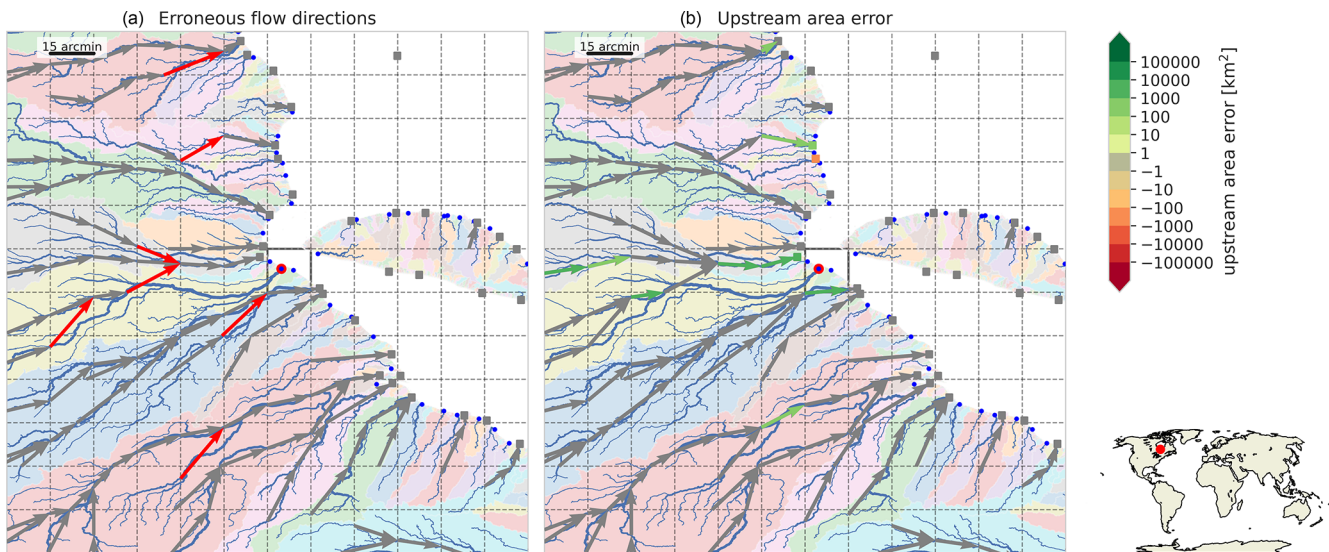 (a) Erroneous flow directions
(b) Upstream area error
15 arcmin
15 arcmin
100000
10000
1000
100
10
1
−1
−10
−100
−1000
−10000
−100000
upstream area error [km²]